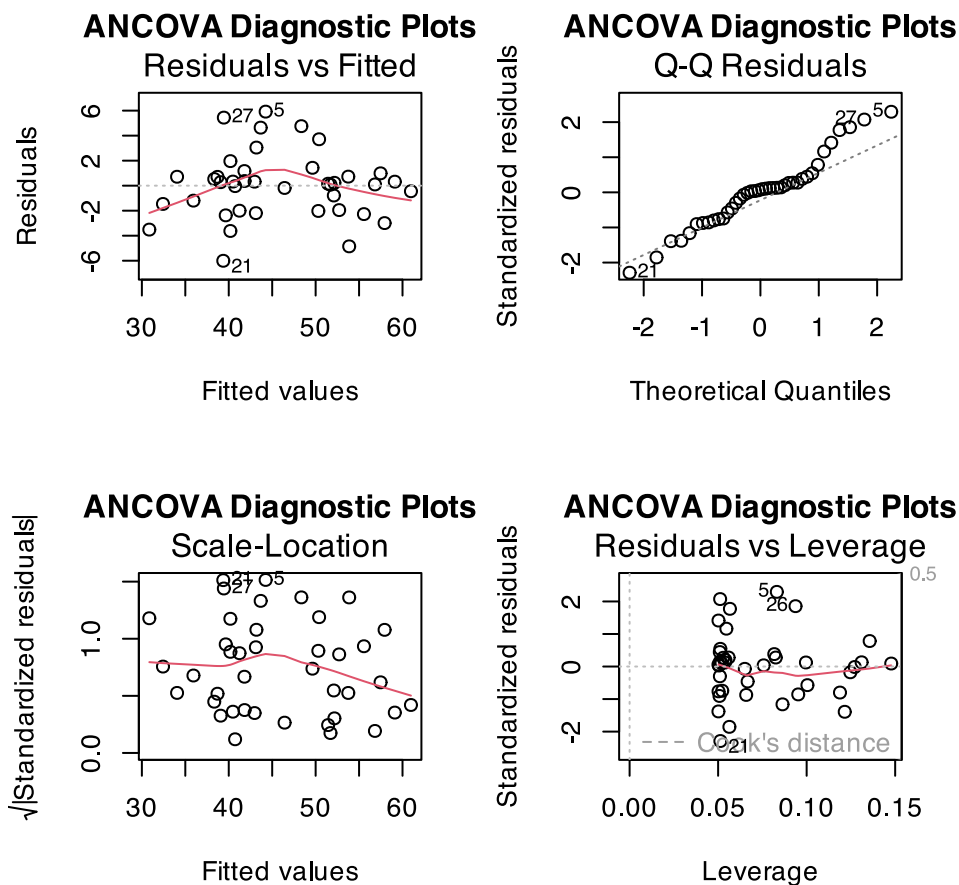 ANCOVA Diagnostic Plots
Residuals vs Fitted
Residuals
6
2
-2
-6
27
5
21
30 40 50 60
Fitted values
ANCOVA Diagnostic Plots
Q-Q Residuals
Standardized residuals
2
0
-2
27
5
21
-2 -1 0 1 2
Theoretical Quantiles
ANCOVA Diagnostic Plots
Scale-Location
√|Standardized residuals|
1.0
0.0
21
5
27
30 40 50 60
Fitted values
ANCOVA Diagnostic Plots
Residuals vs Leverage
Standardized residuals
0.5
2
0
-2
5
26
21
Cook's distance
0.00 0.05 0.10 0.15
Leverage